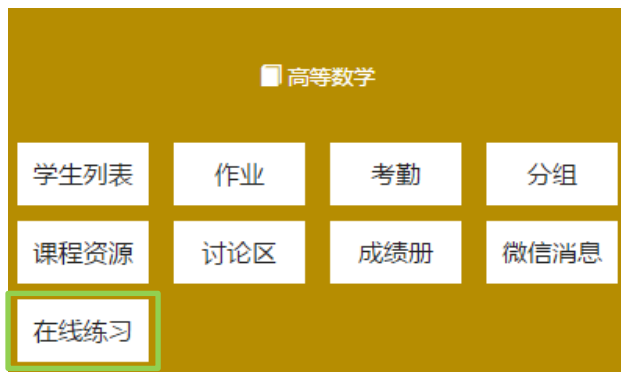 高等数学
学生列表 作业 考勤 分组
课程资源 讨论区 成绩册 微信消息
在线练习